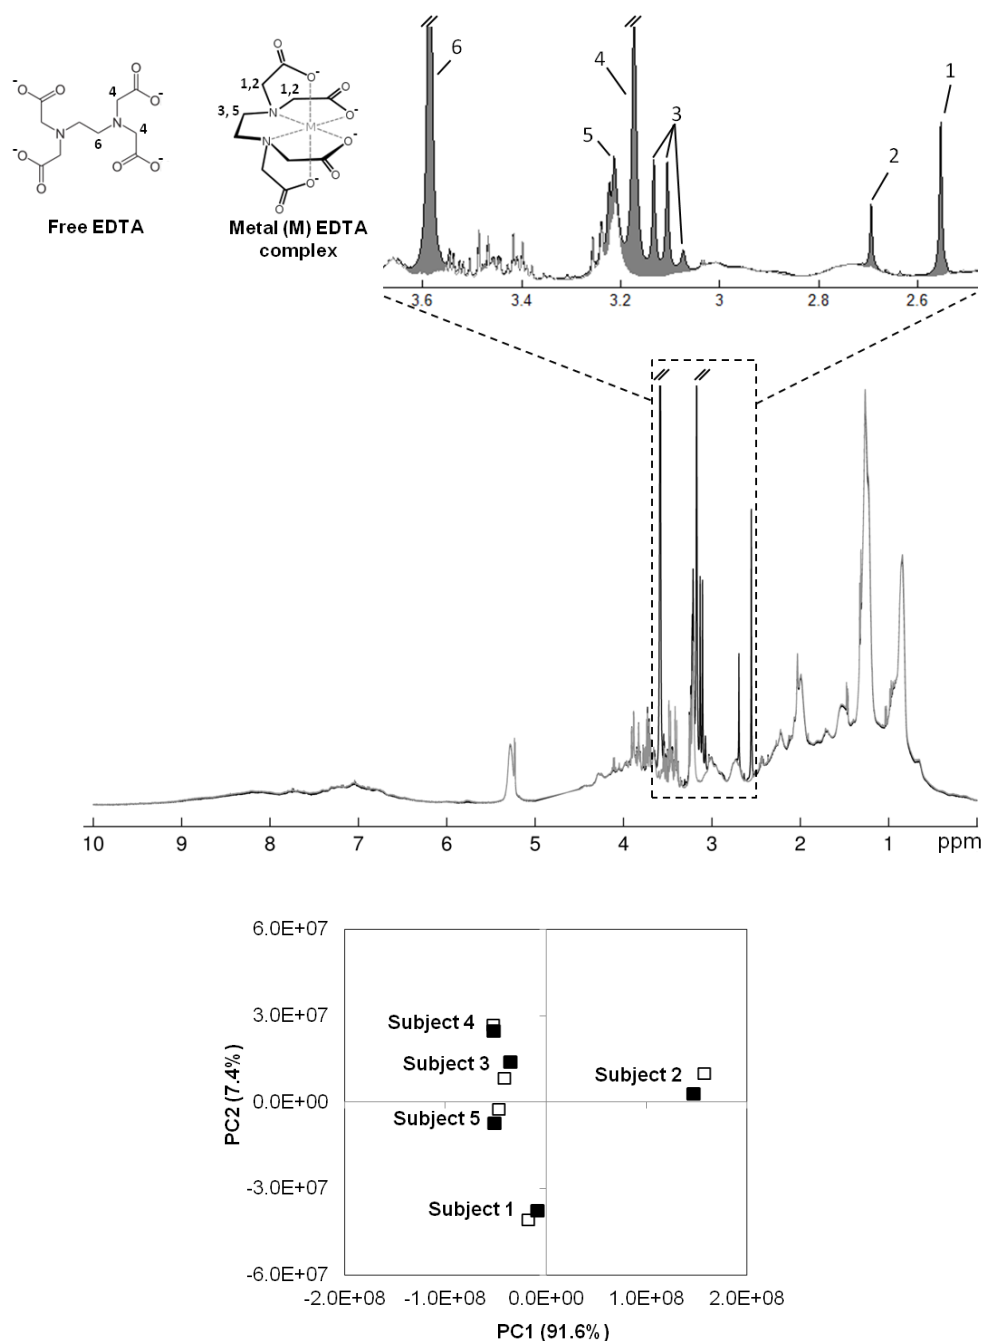 6
4
5
3
1
2
-O
O
4
O
O-
N
N
6
4
-O
O
O
O-
Free EDTA
O
O-
1,2
1,2
O
3, 5
N
O-
M
N
O-
O
O-
O
Metal (M) EDTA
complex
3.6 3.4 3.2 3 2.8 2.6
10 9 8 7 6 5 4 3 2 1 ppm
6.0E+07
3.0E+07
0.0E+00
-3.0E+07
-6.0E+07
PC2 (7.4%)
Subject 4
Subject 3
Subject 2
Subject 5
Subject 1
-2.0E+08 -1.0E+08 0.0E+00 1.0E+08 2.0E+08
PC1 (91.6%)